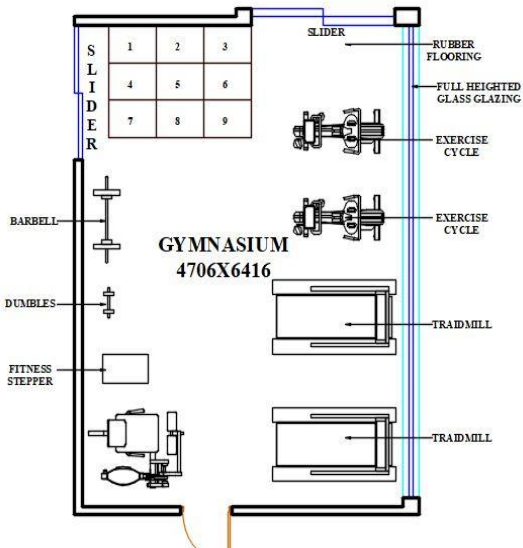 SLIDER
RUBBER
FLOORING
1 2 3
4 5 6
7 8 9
SLIDER
FULL HEIGHTED
GLASS GLAZING
EXERCISE
CYCLE
BARBELL
EXERCISE
CYCLE
GYMNASIUM
4706X6416
DUMBLES
TRAIDMILL
FITNESS
STEPPER
TRAIDMILL